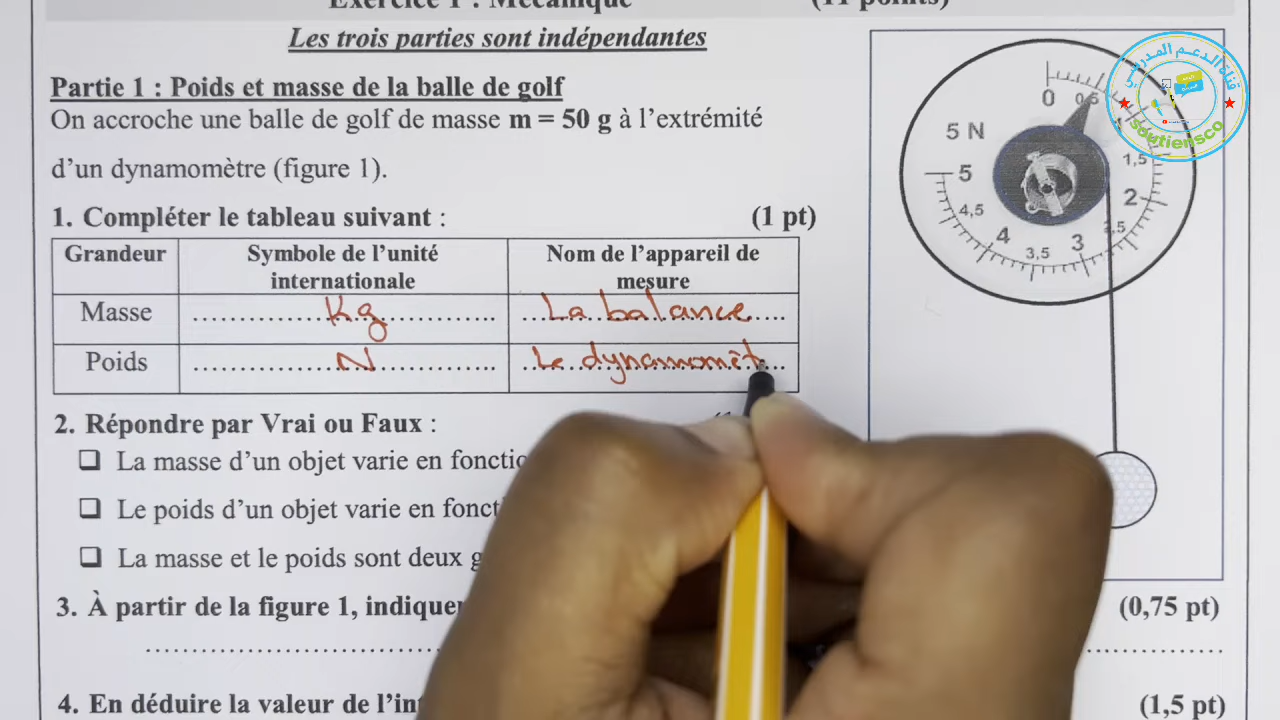 Exercice 1 : Mécanique (11 points)
Les trois parties sont indépendantes
Partie 1 : Poids et masse de la balle de golf
On accroche une balle de golf de masse m = 50 g à l'extrémité
d'un dynamomètre (figure 1).
1. Compléter le tableau suivant : (1 pt)
Grandeur
Symbole de l'unité
internationale
Nom de l'appareil de
mesure
Masse
Kg
La balance
Poids
N
Le dynamomèt
2. Répondre par Vrai ou Faux :
La masse d'un objet varie en
Le poids d'un objet varie en
La masse et le poids sont deux
3. À partir de la figure 1, (0,75 pt)
4. En déduire la valeur de (1,5 pt)
0
0,5
1,5
2
3
3,5
4
4,5
5
5 N
قناة الدعم المدرسي
soutiensco